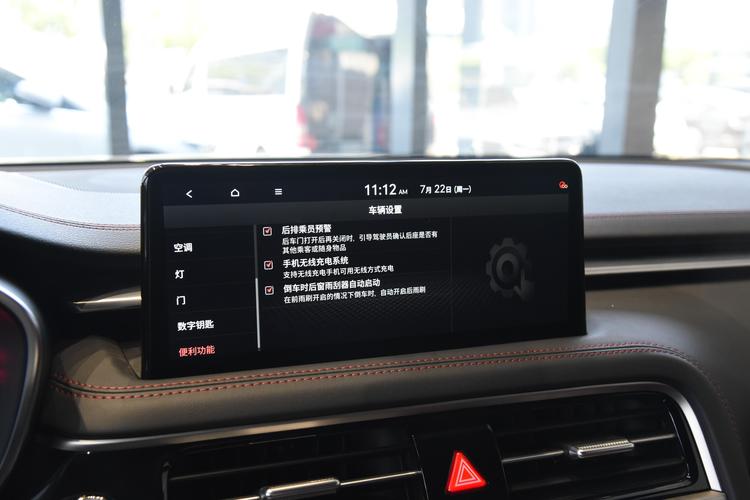 11:12 AM 7月 22日 (周一)
车辆设置
空调
灯
门
数字钥匙
便利功能
后排乘员预警
后车门打开后再关闭时，引导驾驶员确认后座是否有
其他乘客或随身物品
手机无线充电系统
支持无线充电手机可用无线方式充电
倒车时后窗雨刮器自动启动
在前雨刷开启的情况下倒车时，自动开启后雨刷